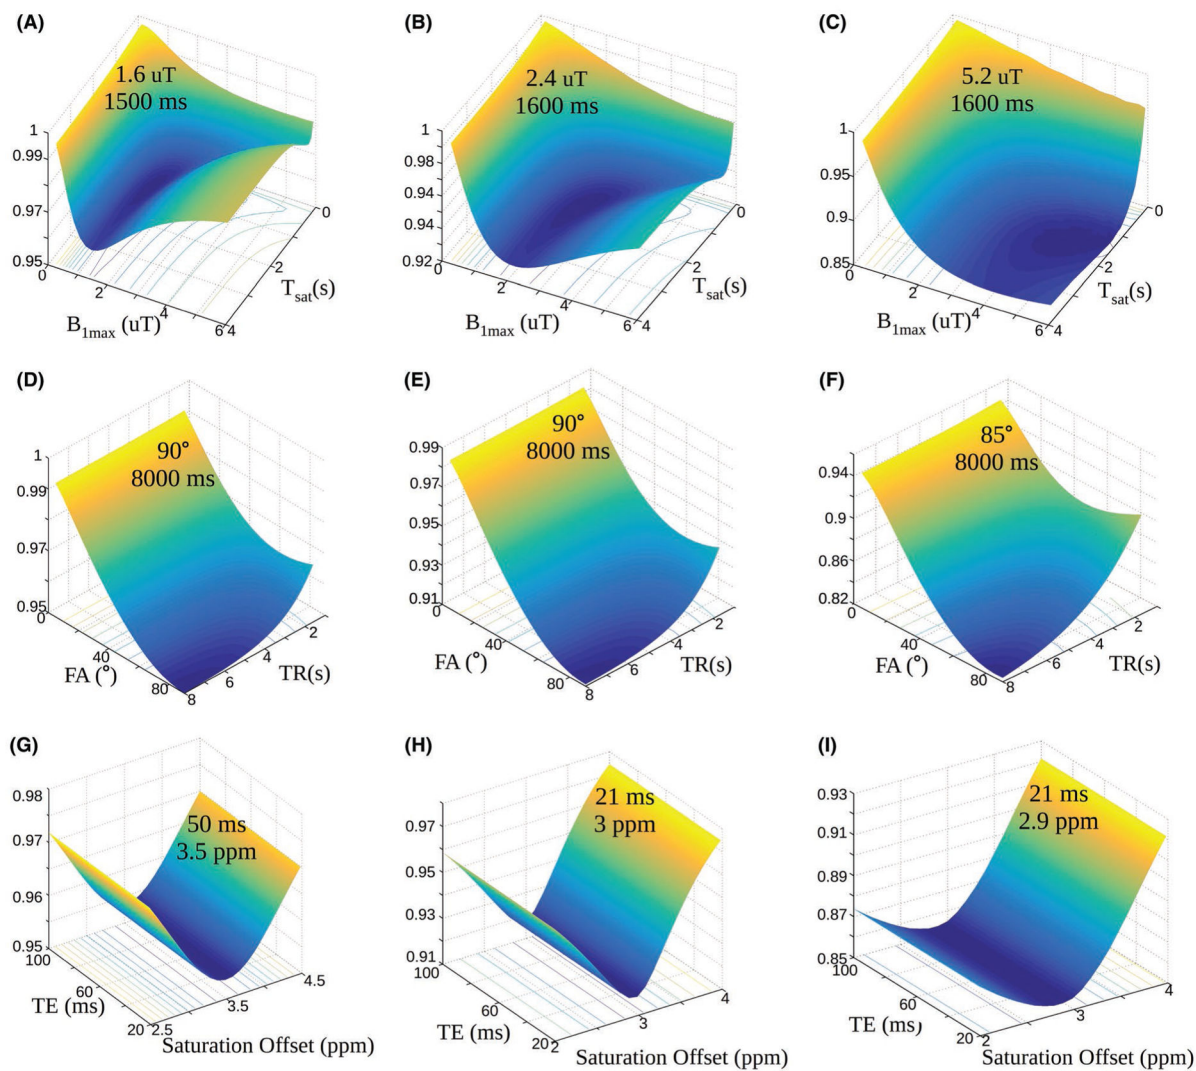 (A)
1.6 uT
1500 ms
1
0.99
0.97
0.95
0
2
4
6
4
2
0
B1max (uT)
Tsat(s)
(B)
2.4 uT
1600 ms
1
0.98
0.94
0.94
0.92
0
2
4
6
4
2
0
B1max (uT)
Tsat(s)
(C)
5.2 uT
1600 ms
1
0.95
0.9
0.85
0
2
4
6
4
2
0
B1max (uT)
Tsat(s)
(D)
90°
8000 ms
1
0.99
0.97
0.95
0
40
80
8
6
4
2
FA (°)
TR(s)
(E)
90°
8000 ms
0.99
0.97
0.95
0.93
0.91
0
40
80
8
6
4
2
FA (°)
TR(s)
(F)
85°
8000 ms
0.94
0.9
0.86
0.82
0
40
80
8
6
4
2
FA (°)
TR(s)
(G)
50 ms
3.5 ppm
0.98
0.97
0.96
0.95
100
60
20
2.5
3.5
4.5
TE (ms)
Saturation Offset (ppm)
(H)
21 ms
3 ppm
0.97
0.95
0.93
0.91
100
60
20
2
3
4
TE (ms)
Saturation Offset (ppm)
(I)
21 ms
2.9 ppm
0.93
0.91
0.89
0.87
0.85
100
60
20
2
3
4
TE (ms)
Saturation Offset (ppm)